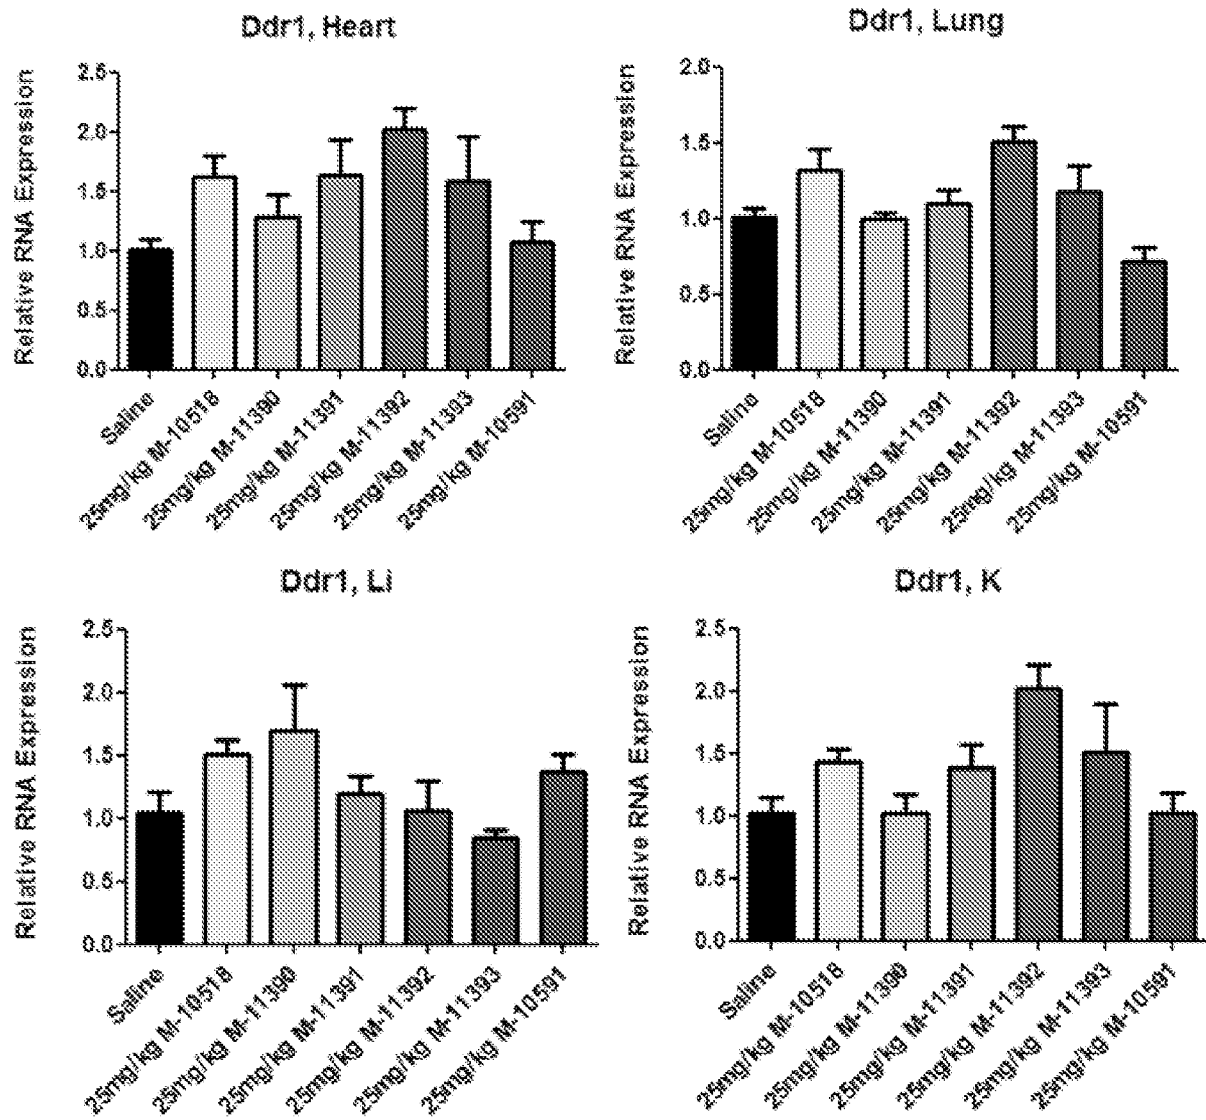 Ddr1, Heart
Relative RNA Expression
2.5
2.0
1.5
1.0
0.5
0.0
Saline
25mg/kg M-10518
25mg/kg M-11390
25mg/kg M-11391
25mg/kg M-11392
25mg/kg M-11393
25mg/kg M-10591
Ddr1, Lung
Relative RNA Expression
2.0
1.5
1.0
0.5
0.0
Saline
25mg/kg M-10518
25mg/kg M-11390
25mg/kg M-11391
25mg/kg M-11392
25mg/kg M-11393
25mg/kg M-10591
Ddr1, Li
Relative RNA Expression
2.5
2.0
1.5
1.0
0.5
0.0
Saline
25mg/kg M-10518
25mg/kg M-11390
25mg/kg M-11391
25mg/kg M-11392
25mg/kg M-11393
25mg/kg M-10591
Ddr1, K
Relative RNA Expression
2.5
2.0
1.5
1.0
0.5
0.0
Saline
25mg/kg M-10518
25mg/kg M-11390
25mg/kg M-11391
25mg/kg M-11392
25mg/kg M-11393
25mg/kg M-10591